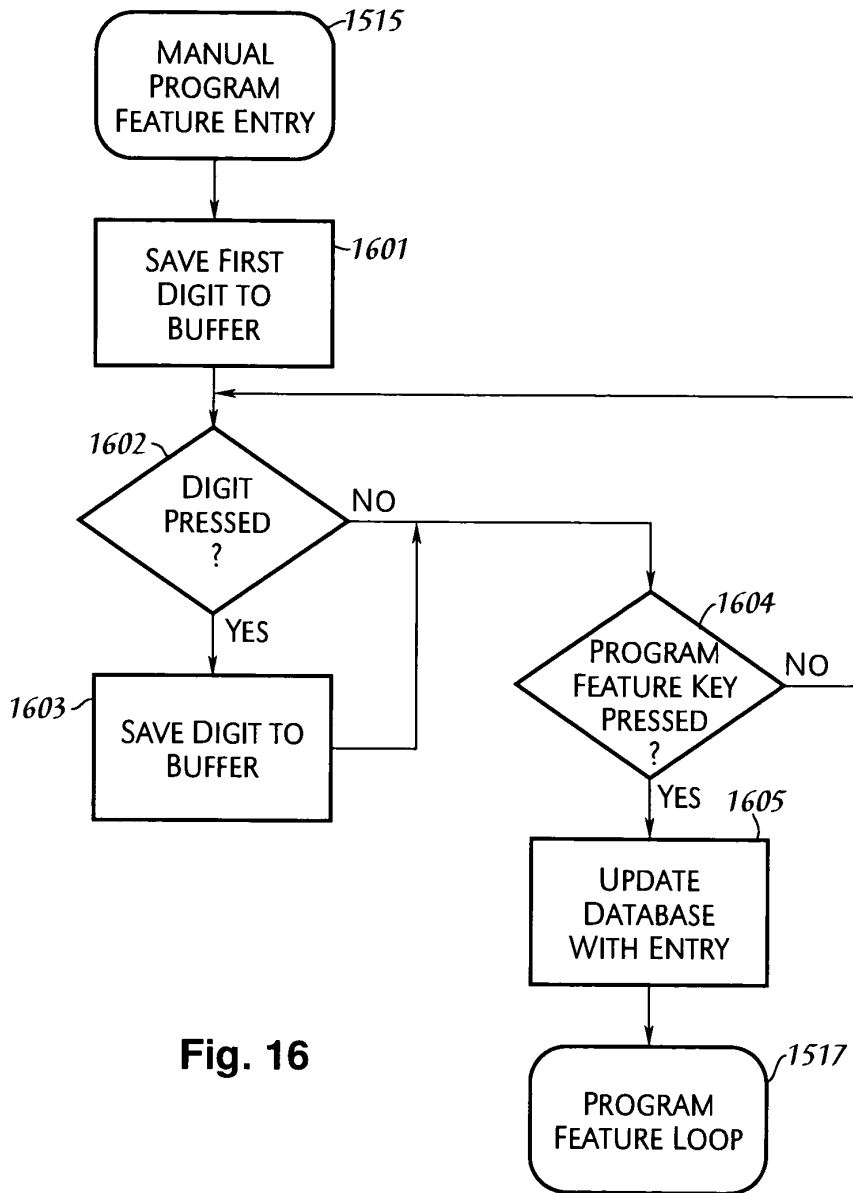 1515
MANUAL
PROGRAM
FEATURE ENTRY
1601
SAVE FIRST
DIGIT TO
BUFFER
1602
DIGIT
PRESSED
?
NO
YES
1603
SAVE DIGIT TO
BUFFER
1604
PROGRAM
FEATURE KEY
PRESSED
?
NO
YES
1605
UPDATE
DATABASE
WITH ENTRY
1517
PROGRAM
FEATURE LOOP
Fig. 16